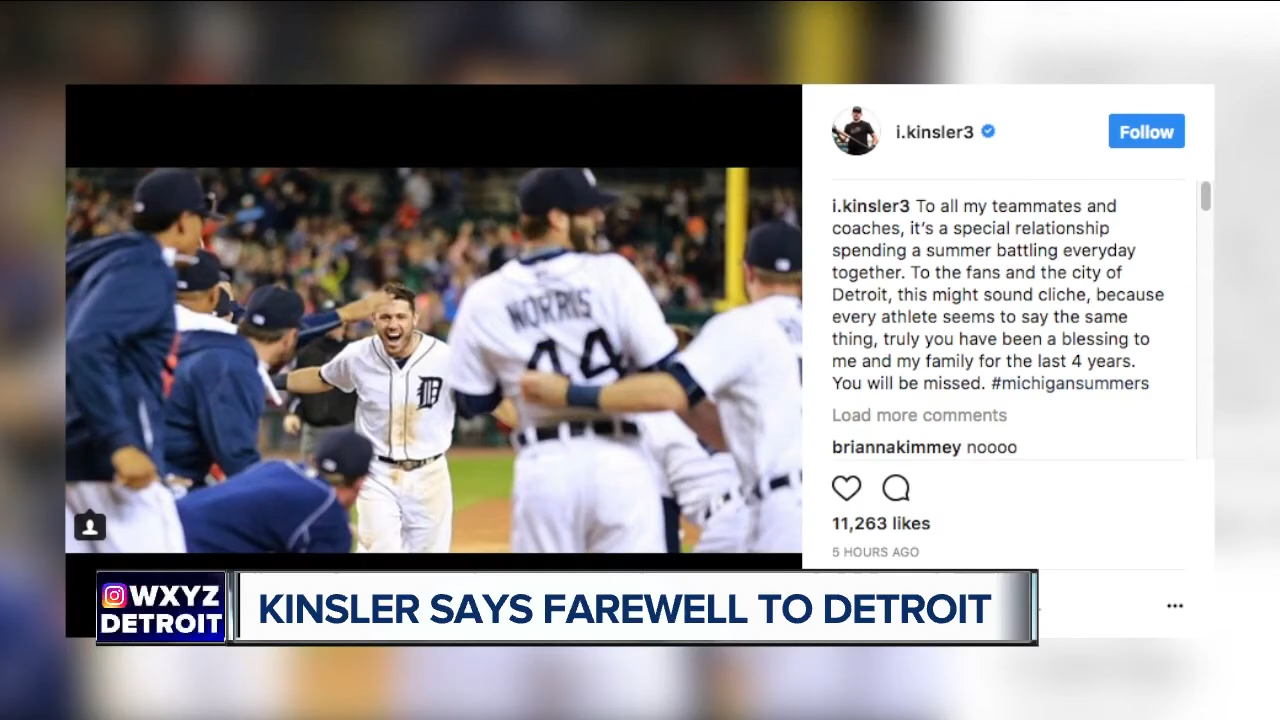 i.kinsler3
Follow
i.kinsler3 To all my teammates and
coaches, it's a special relationship
spending a summer battling everyday
together. To the fans and the city of
Detroit, this might sound cliche, because
every athlete seems to say the same
thing, truly you have been a blessing to
me and my family for the last 4 years.
You will be missed. #michigansummers
Load more comments
briannakimmey noooo
11,263 likes
5 HOURS AGO
NORRIS
44
D
WXYZ
DETROIT
KINSLER SAYS FAREWELL TO DETROIT